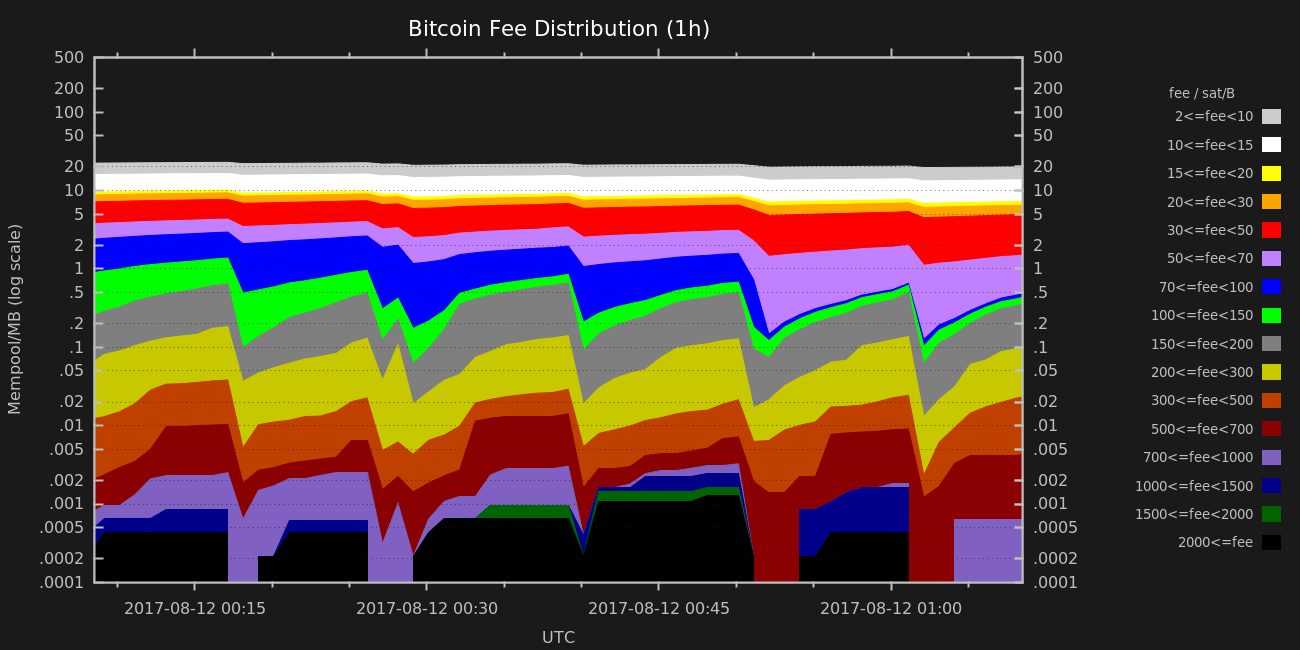 Bitcoin Fee Distribution (1h)
Mempool/MB (log scale)
500
200
100
50
20
10
5
2
1
.5
.2
.1
.05
.02
.01
.005
.002
.001
.0005
.0002
.0001
500
200
100
50
20
10
5
2
1
.5
.2
.1
.05
.02
.01
.005
.002
.001
.0005
.0002
.0001
2017-08-12 00:15 2017-08-12 00:30 2017-08-12 00:45 2017-08-12 01:00
UTC
fee / sat/B
2<=fee<10
10<=fee<15
15<=fee<20
20<=fee<30
30<=fee<50
50<=fee<70
70<=fee<100
100<=fee<150
150<=fee<200
200<=fee<300
300<=fee<500
500<=fee<700
700<=fee<1000
1000<=fee<1500
1500<=fee<2000
2000<=fee